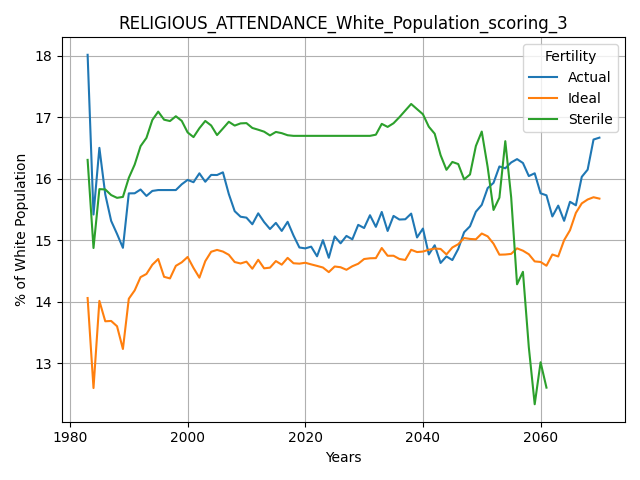 RELIGIOUS_ATTENDANCE_White_Population_scoring_3
Fertility
Actual
Ideal
Sterile
% of White Population
18
17
16
15
14
13
1980
2000
2020
2040
2060
Years